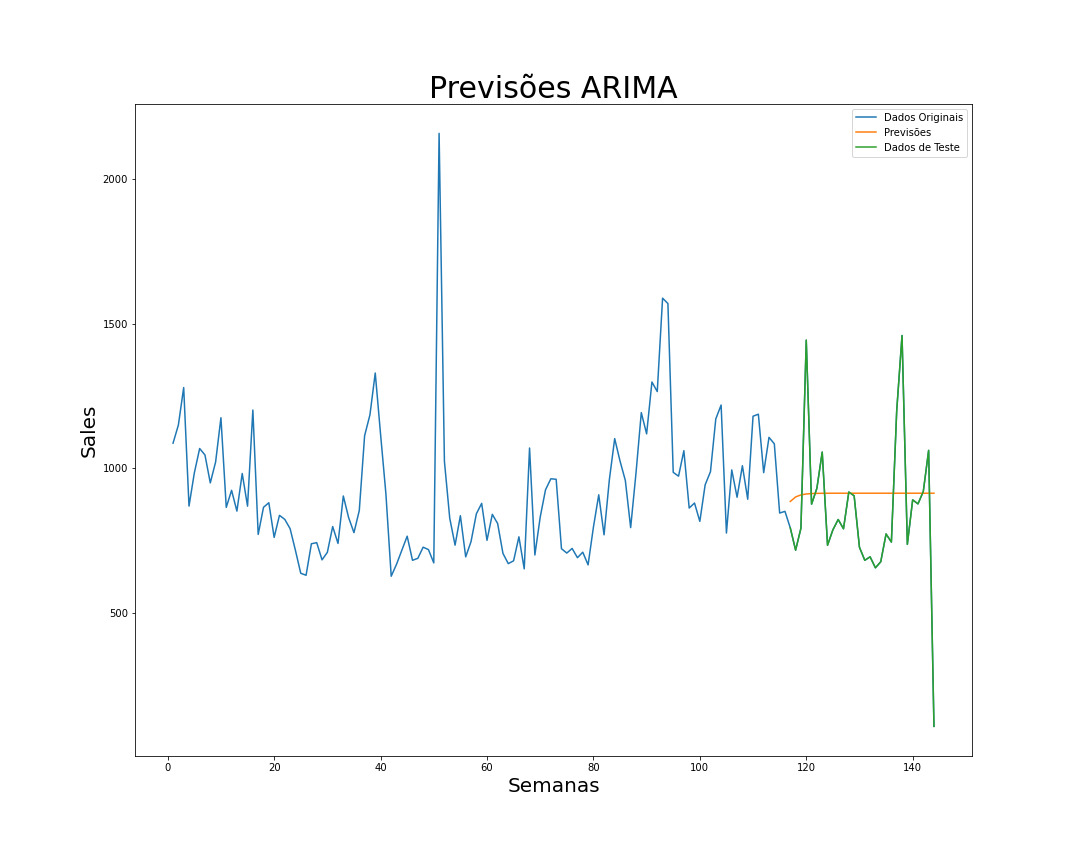 Previsões ARIMA
Dados Originais
Previsões
Dados de Teste
Sales
2000
1500
1000
500
0 20 40 60 80 100 120 140
Semanas